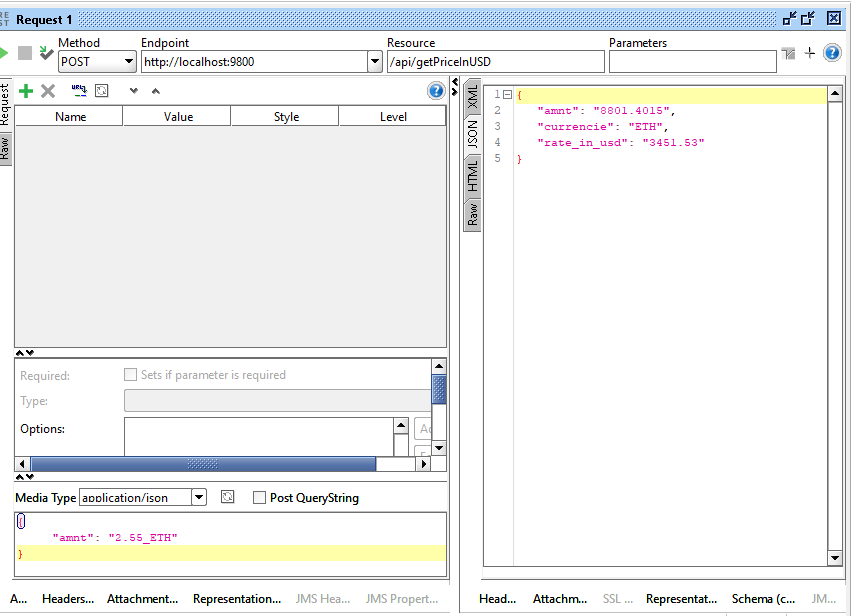 RE
ST
Request 1
Method
Endpoint
Resource
Parameters
POST
http://localhost:9800
/api/getPriceInUSD
Request
Raw
URL
Name
Value
Style
Level
Required:
Sets if parameter is required
Type:
Options:
Media Type
application/json
Post QueryString
{
"amnt": "2.55_ETH"
}
A...
Headers...
Attachment...
Representation...
JMS Hea...
JMS Propert...
XML
JSON
HTML
Raw
1 {
2 "amnt": "8801.4015",
3 "currencie": "ETH",
4 "rate_in_usd": "3451.53"
5 }
Head...
Attachm...
SSL ...
Representat...
Schema (c...
JM...